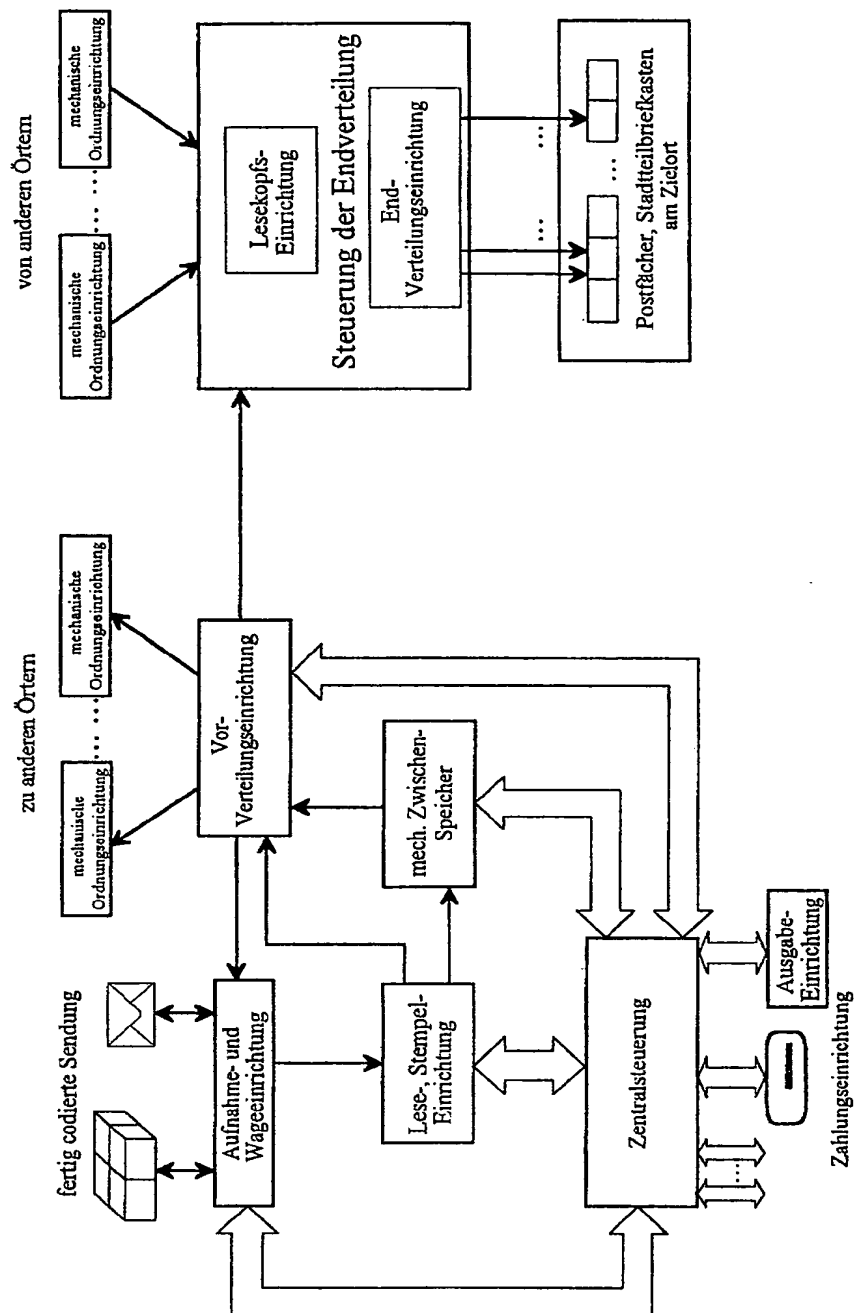 fertig codierte Sendung
zu anderen Örtern
von anderen Örtern
mechanische
Ordnungseinrichtung
... ...
mechanische
Ordnungseinrichtung
mechanische
Ordnungseinrichtung
... ...
mechanische
Ordnungseinrichtung
Aufnahme- und
Wageeinrichtung
Vor-
Verteilungseinrichtung
Lesekopfs-
Einrichtung
Steuerung der Endverteilung
End-
Verteilungseinrichtung
Lese-, Stempel-
Einrichtung
mech. Zwischen-
Speicher
...
...
...
Postfächer, Stadtteilbriefkasten
am Zielort
Zentralsteuerung
...
Ausgabe-
Einrichtung
Zahlungseinrichtung